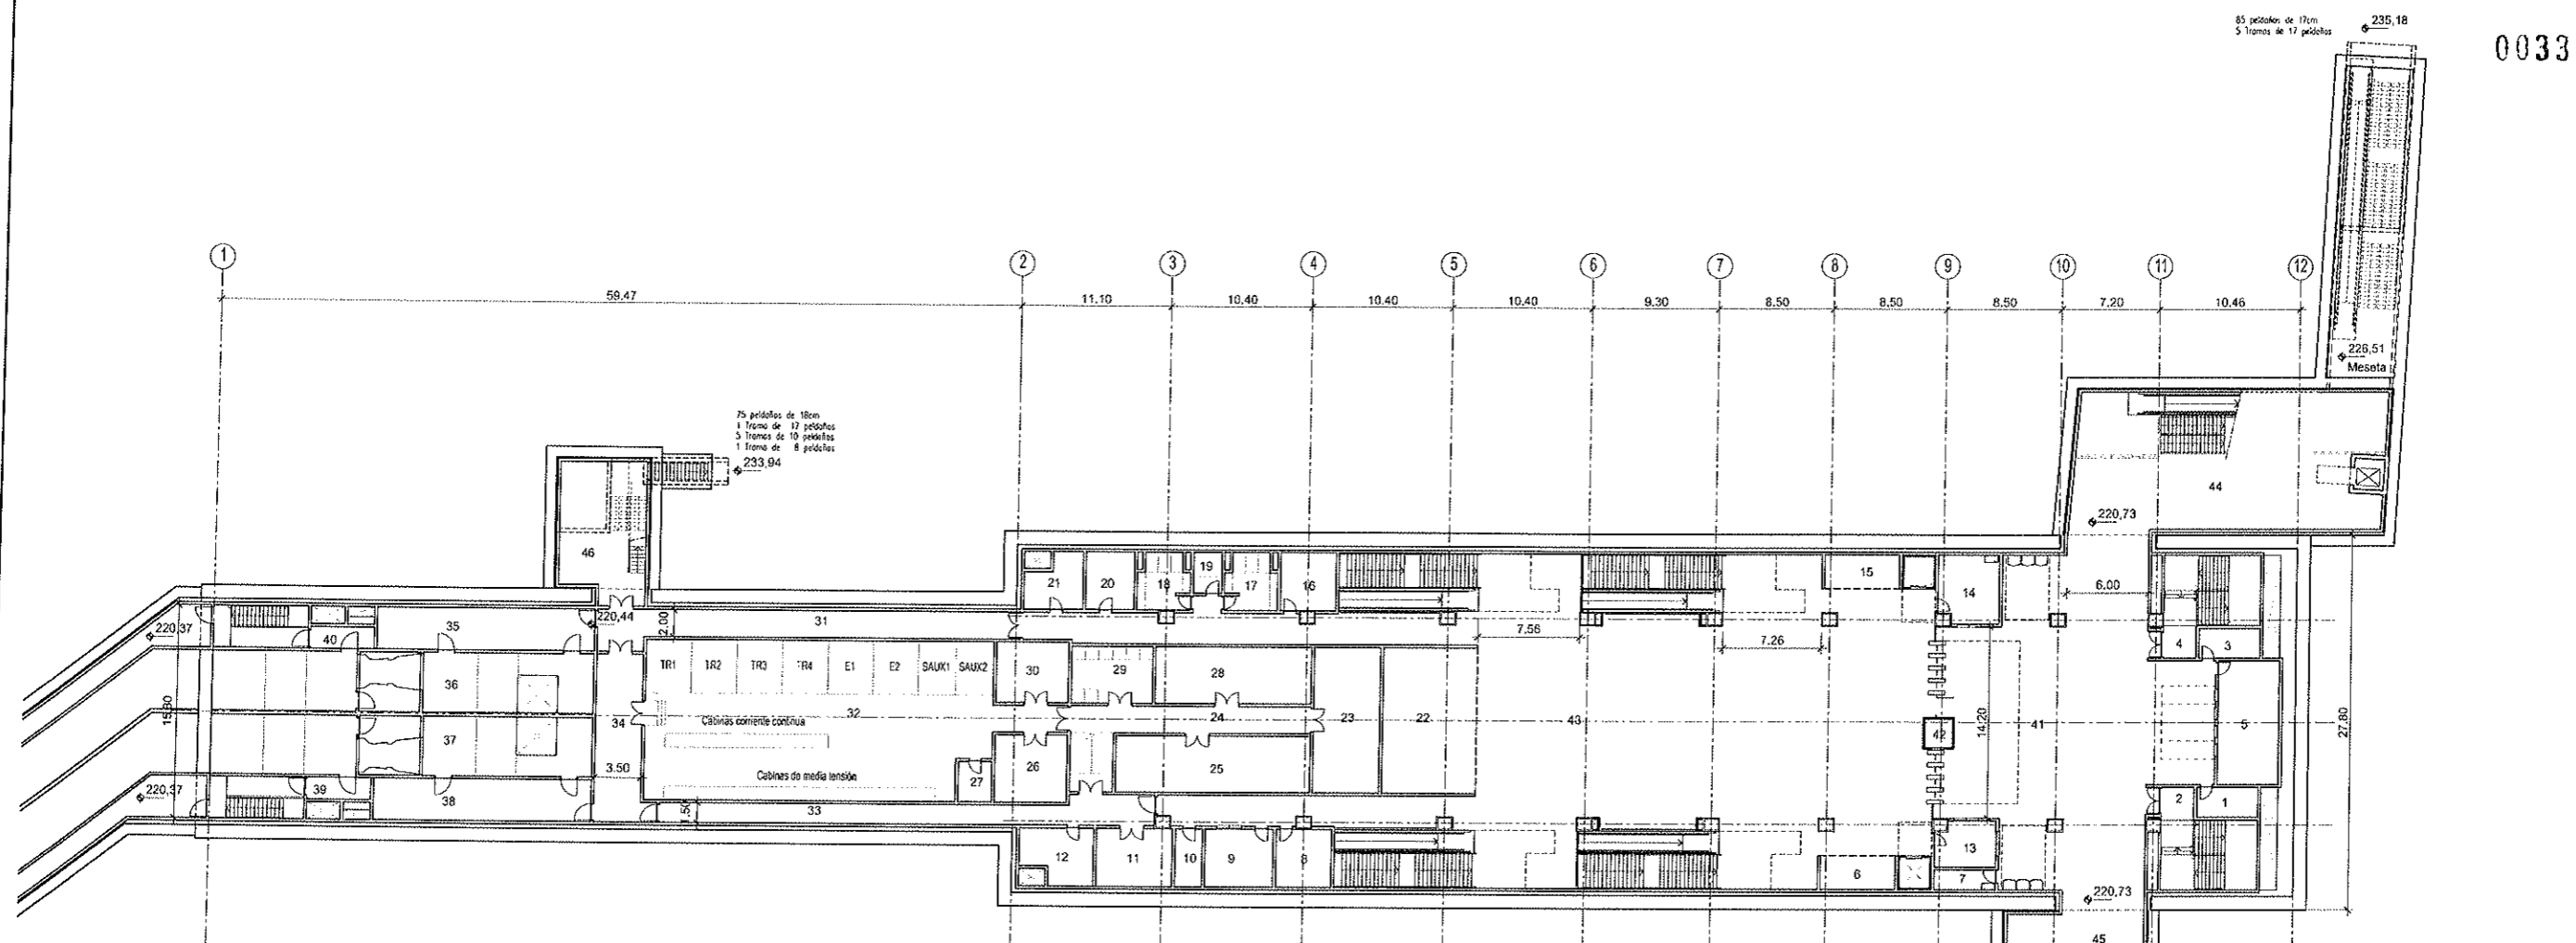 85 peldaños de 17cm
5 Tramos de 17 peldaños
235,18
0033
1 2 3 4 5 6 7 8 9 10 11 12
59.47 11.10 10.40 10.40 10.40 9.30 8.50 8.50 8.50 7.20 10.46
226,51
Meseta
75 peldaños de 18cm
1 Tramo de 17 peldaños
5 Tramos de 10 peldaños
1 Tramo de 8 peldaños
233,94
44
220,73
46
21 20 18 19 17 16 15 14
6.00
220,37 40 35 220,44 2.00 31 7.56 7.26 4 3
TR1 TR2 TR3 TR4 E1 E2 SAUX1 SAUX2 30 29 28
36
15.80 34 Cabinas corriente continua 32 24 23 22 43 42 14.20 41 5 27.80
37
3.50 Cabinas de media tensión 27 26 25
220,37 39 38 1.50 33 2 1
12 11 10 9 8 6 13 7
220,73
45